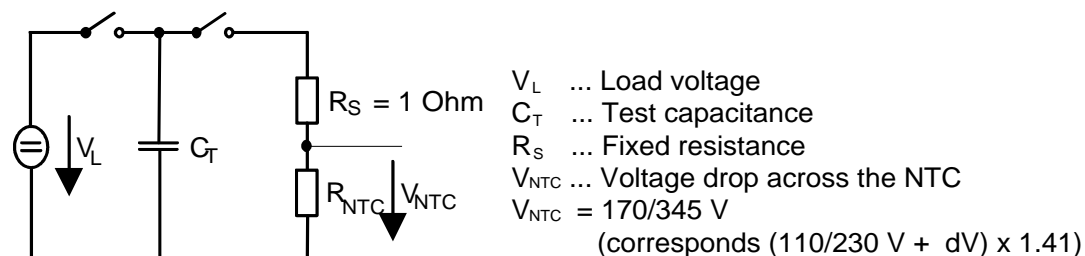 V_L
C_T
R_S = 1 Ohm
R_NTC
V_NTC
V_L ... Load voltage
C_T ... Test capacitance
R_S ... Fixed resistance
V_NTC ... Voltage drop across the NTC
V_NTC = 170/345 V
(corresponds (110/230 V + dV) x 1.41)